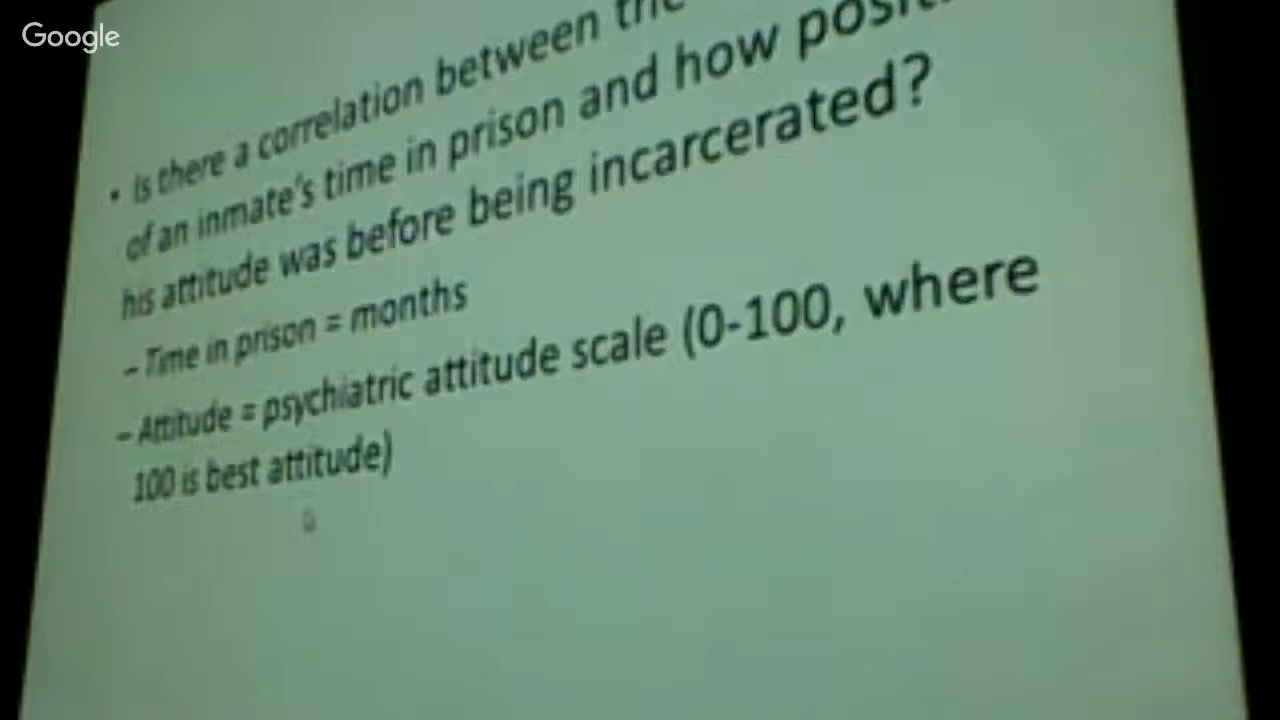 Google
• Is there a correlation between the
of an inmate's time in prison and how
his attitude was before being incarcerated?
– Time in prison = months
– Attitude = psychiatric attitude scale (0-100, where
100 is best attitude)